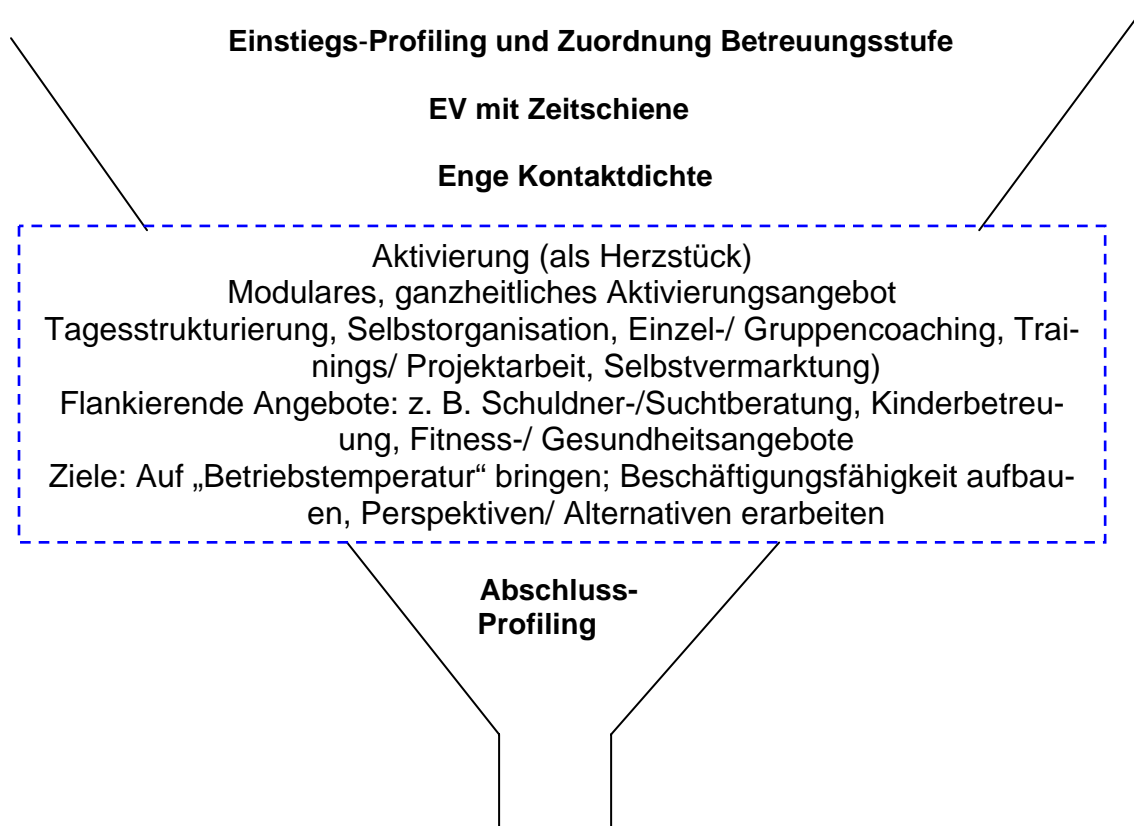 Einstiegs-Profiling und Zuordnung Betreuungsstufe
EV mit Zeitschiene
Enge Kontaktdichte
Aktivierung (als Herzstück)
Modulares, ganzheitliches Aktivierungsangebot
Tagesstrukturierung, Selbstorganisation, Einzel-/ Gruppencoaching, Trai-
nings/ Projektarbeit, Selbstvermarktung)
Flankierende Angebote: z. B. Schuldner-/Suchtberatung, Kinderbetreu-
ung, Fitness-/ Gesundheitsangebote
Ziele: Auf „Betriebstemperatur“ bringen; Beschäftigungsfähigkeit aufbau-
en, Perspektiven/ Alternativen erarbeiten
Abschluss-
Profiling